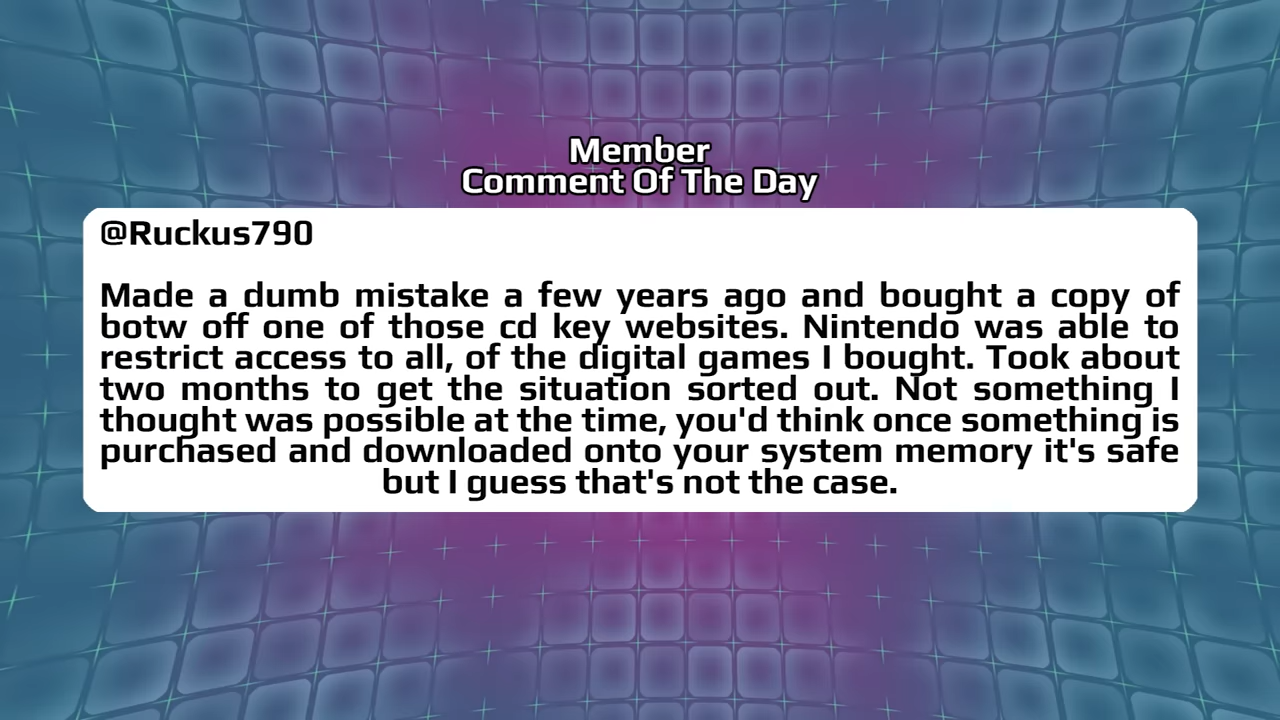 Member
Comment Of The Day
@Ruckus790
Made a dumb mistake a few years ago and bought a copy of
botw off one of those cd key websites. Nintendo was able to
restrict access to all, of the digital games I bought. Took about
two months to get the situation sorted out. Not something I
thought was possible at the time, you'd think once something is
purchased and downloaded onto your system memory it's safe
but I guess that's not the case.